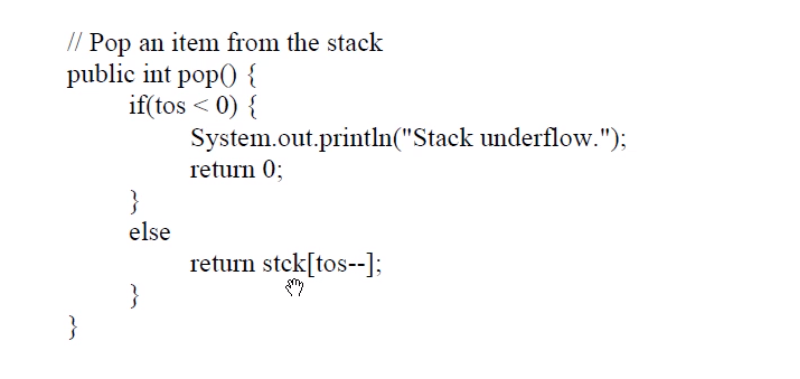 // Pop an item from the stack
public int pop() {
if(tos < 0) {
System.out.println("Stack underflow.");
return 0;
}
else
return stck[tos--];
}
}